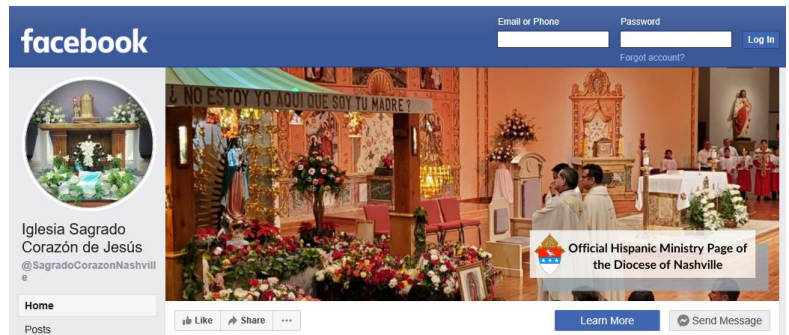 Email or Phone
Password
facebook
Log In
Forgot account?
¿ NO ESTOY YO AQUI QUE SOY TU MADRE ?
Iglesia Sagrado
Corazón de Jesús
@SagradoCorazonNashvill
e
Official Hispanic Ministry Page of
the Diocese of Nashville
Home
Posts
Like
Share
...
Learn More
Send Message